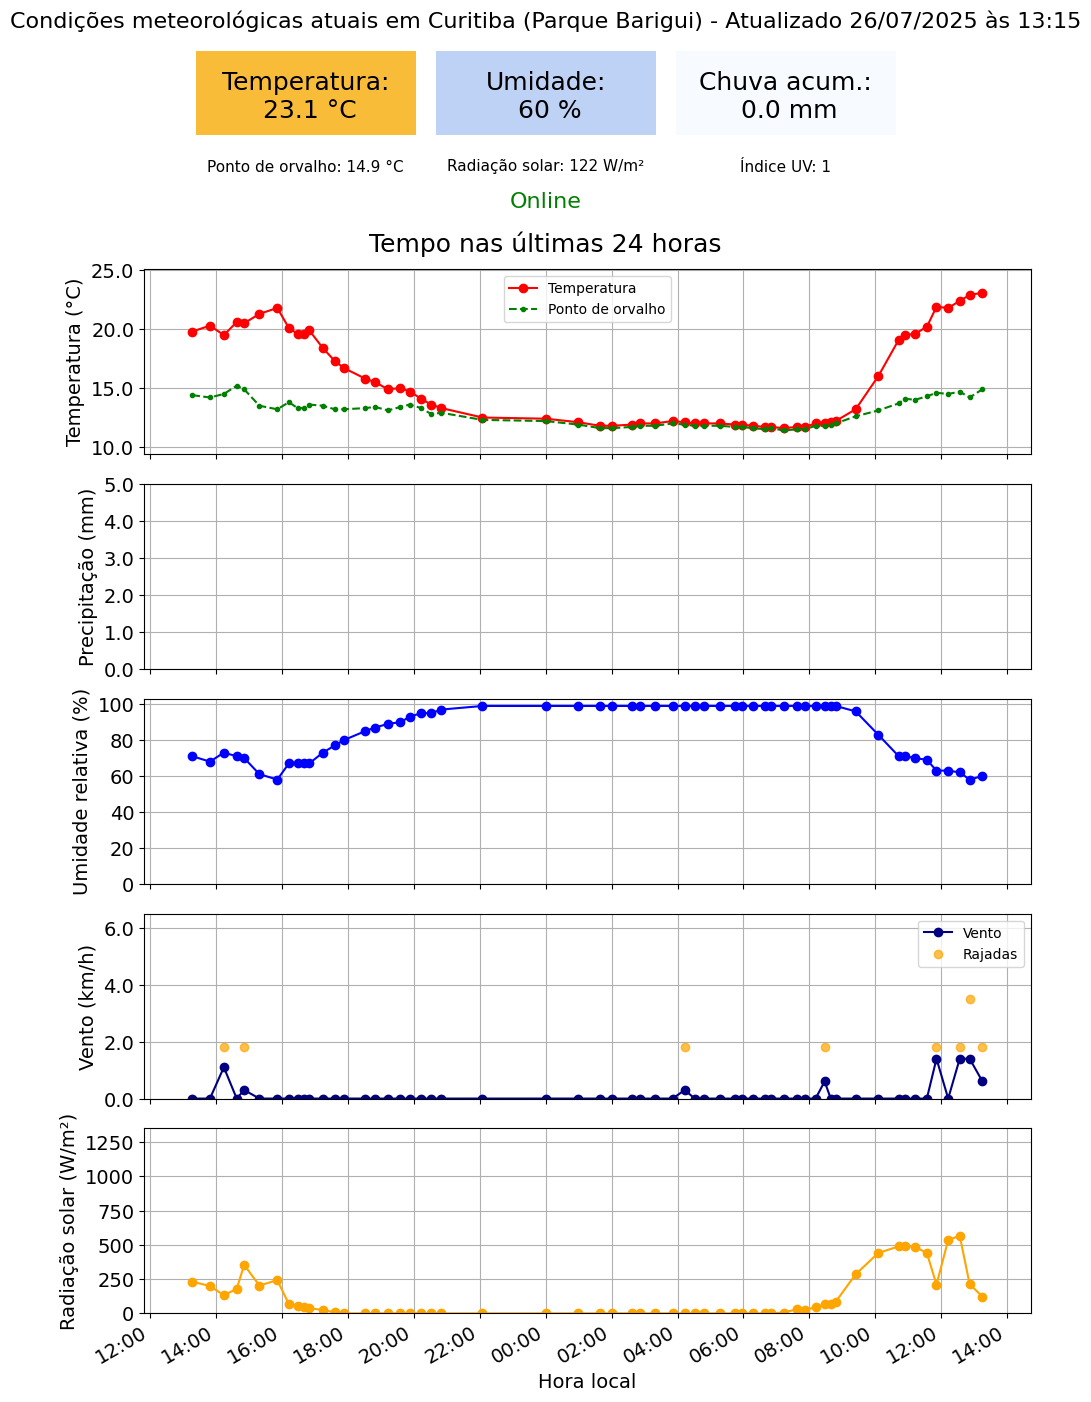 Condições meteorológicas atuais em Curitiba (Parque Barigui) - Atualizado 26/07/2025 às 13:15
Temperatura:
23.1 °C
Umidade:
60 %
Chuva acum.:
0.0 mm
Ponto de orvalho: 14.9 °C
Radiação solar: 122 W/m²
Índice UV: 1
Online
Tempo nas últimas 24 horas
Temperatura (°C)
25.0
20.0
15.0
10.0
Temperatura
Ponto de orvalho
Precipitação (mm)
5.0
4.0
3.0
2.0
1.0
0.0
Umidade relativa (%)
100
80
60
40
20
0
Vento (km/h)
6.0
4.0
2.0
0.0
Vento
Rajadas
Radiação solar (W/m²)
1250
1000
750
500
250
0
12:00
14:00
16:00
18:00
20:00
22:00
00:00
02:00
04:00
06:00
08:00
10:00
12:00
14:00
Hora local